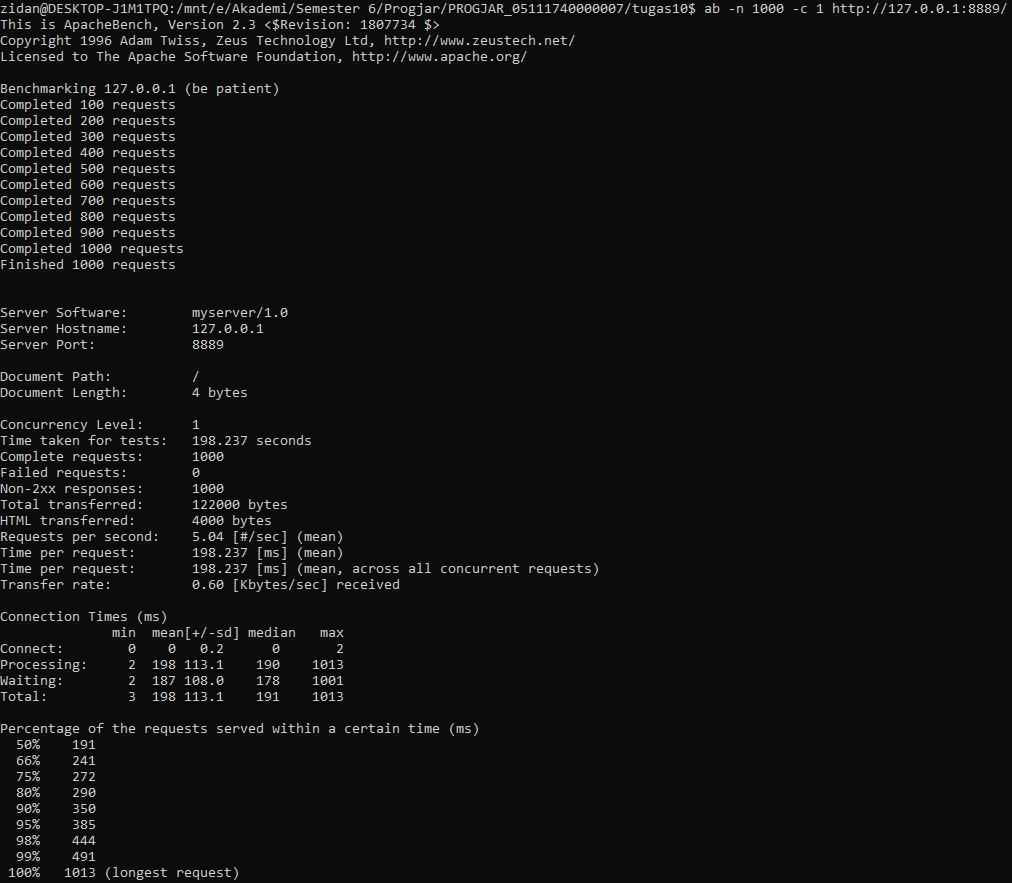 zidan@DESKTOP-J1M1TPQ:/mnt/e/Akademi/Semester 6/Progjar/PROGJAR_05111740000007/tugas10$ ab -n 1000 -c 1 http://127.0.0.1:8889/
This is ApacheBench, Version 2.3 <$Revision: 1807734 $>
Copyright 1996 Adam Twiss, Zeus Technology Ltd, http://www.zeustech.net/
Licensed to The Apache Software Foundation, http://www.apache.org/

Benchmarking 127.0.0.1 (be patient)
Completed 100 requests
Completed 200 requests
Completed 300 requests
Completed 400 requests
Completed 500 requests
Completed 600 requests
Completed 700 requests
Completed 800 requests
Completed 900 requests
Completed 1000 requests
Finished 1000 requests

Server Software:        myserver/1.0
Server Hostname:        127.0.0.1
Server Port:            8889

Document Path:          /
Document Length:        4 bytes

Concurrency Level:      1
Time taken for tests:   198.237 seconds
Complete requests:      1000
Failed requests:        0
Non-2xx responses:      1000
Total transferred:      122000 bytes
HTML transferred:       4000 bytes
Requests per second:    5.04 [#/sec] (mean)
Time per request:       198.237 [ms] (mean)
Time per request:       198.237 [ms] (mean, across all concurrent requests)
Transfer rate:          0.60 [Kbytes/sec] received

Connection Times (ms)
              min  mean[+/-sd] median   max
Connect:        0    0   0.2      0       2
Processing:     2  198 113.1    190    1013
Waiting:        2  187 108.0    178    1001
Total:          3  198 113.1    191    1013

Percentage of the requests served within a certain time (ms)
  50%    191
  66%    241
  75%    272
  80%    290
  90%    350
  95%    385
  98%    444
  99%    491
 100%   1013 (longest request)